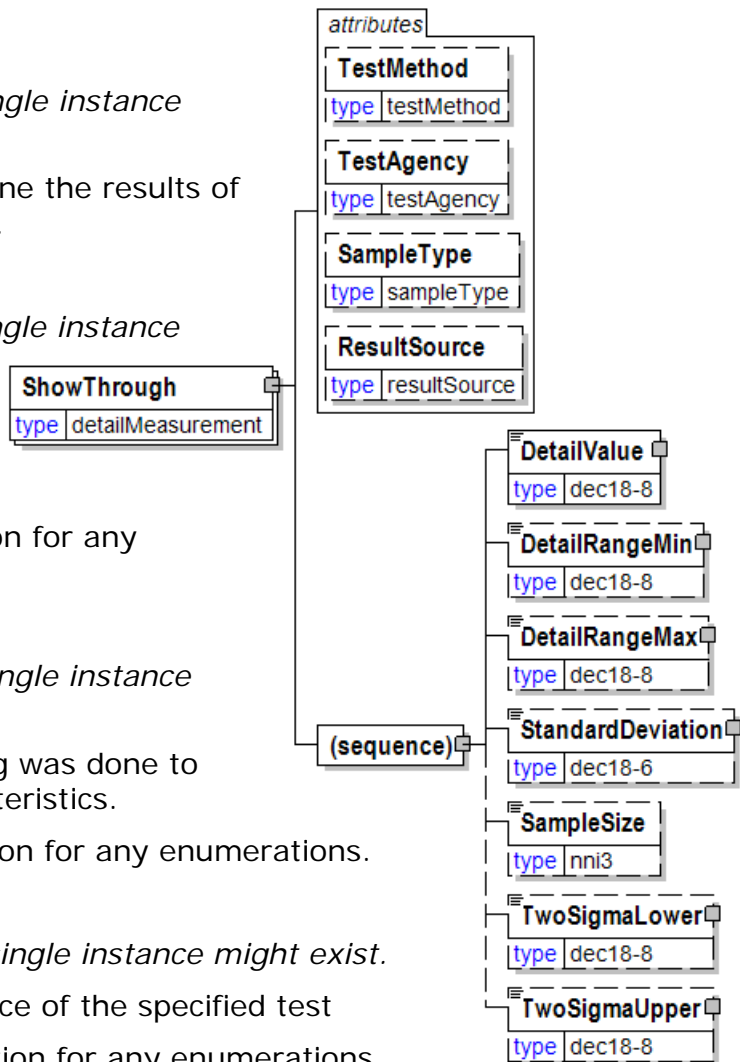 attributes
TestMethod
type testMethod
TestAgency
type testAgency
SampleType
type sampleType
ResultSource
type resultSource
ngle instance
ne the results of
ngle instance
ShowThrough
type detailMeasurement
on for any
ngle instance
g was done to
teristics.
on for any enumerations.
single instance might exist.
ce of the specified test
tion for any enumerations
(sequence)
DetailValue
type dec18-8
DetailRangeMin
type dec18-8
DetailRangeMax
type dec18-8
StandardDeviation
type dec18-6
SampleSize
type nni3
TwoSigmaLower
type dec18-8
TwoSigmaUpper
type dec18-8